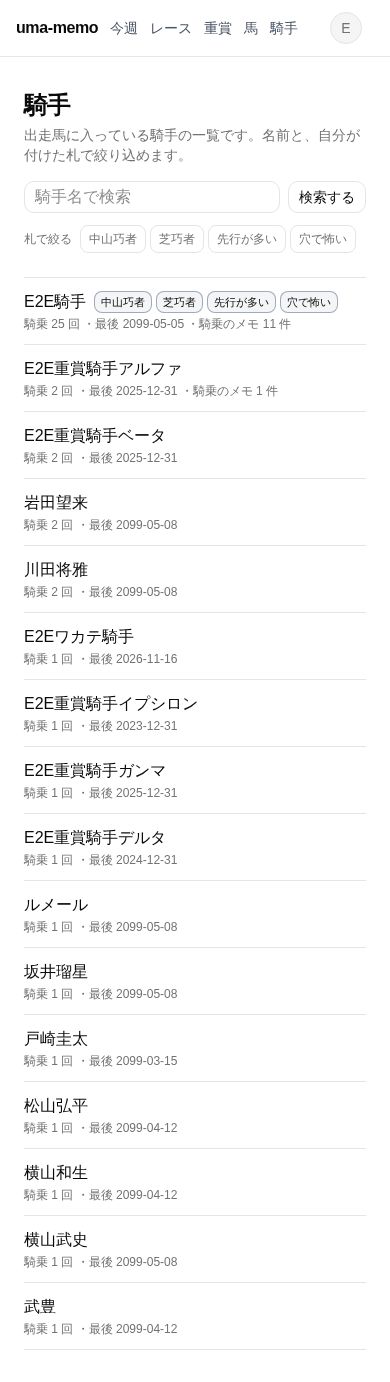 uma-memo 今週 レース 重賞 馬 騎手 E
騎手
出走馬に入っている騎手の一覧です。名前と、自分が
付けた札で絞り込めます。
騎手名で検索 検索する
札で絞る 中山巧者 芝巧者 先行が多い 穴で怖い
E2E騎手 中山巧者 芝巧者 先行が多い 穴で怖い
騎乗 25 回 ・最後 2099-05-05 ・騎乗のメモ 11 件
E2E重賞騎手アルファ
騎乗 2 回 ・最後 2025-12-31 ・騎乗のメモ 1 件
E2E重賞騎手ベータ
騎乗 2 回 ・最後 2025-12-31
岩田望来
騎乗 2 回 ・最後 2099-05-08
川田将雅
騎乗 2 回 ・最後 2099-05-08
E2Eワカテ騎手
騎乗 1 回 ・最後 2026-11-16
E2E重賞騎手イプシロン
騎乗 1 回 ・最後 2023-12-31
E2E重賞騎手ガンマ
騎乗 1 回 ・最後 2025-12-31
E2E重賞騎手デルタ
騎乗 1 回 ・最後 2024-12-31
ルメール
騎乗 1 回 ・最後 2099-05-08
坂井瑠星
騎乗 1 回 ・最後 2099-05-08
戸崎圭太
騎乗 1 回 ・最後 2099-03-15
松山弘平
騎乗 1 回 ・最後 2099-04-12
横山和生
騎乗 1 回 ・最後 2099-04-12
横山武史
騎乗 1 回 ・最後 2099-05-08
武豊
騎乗 1 回 ・最後 2099-04-12